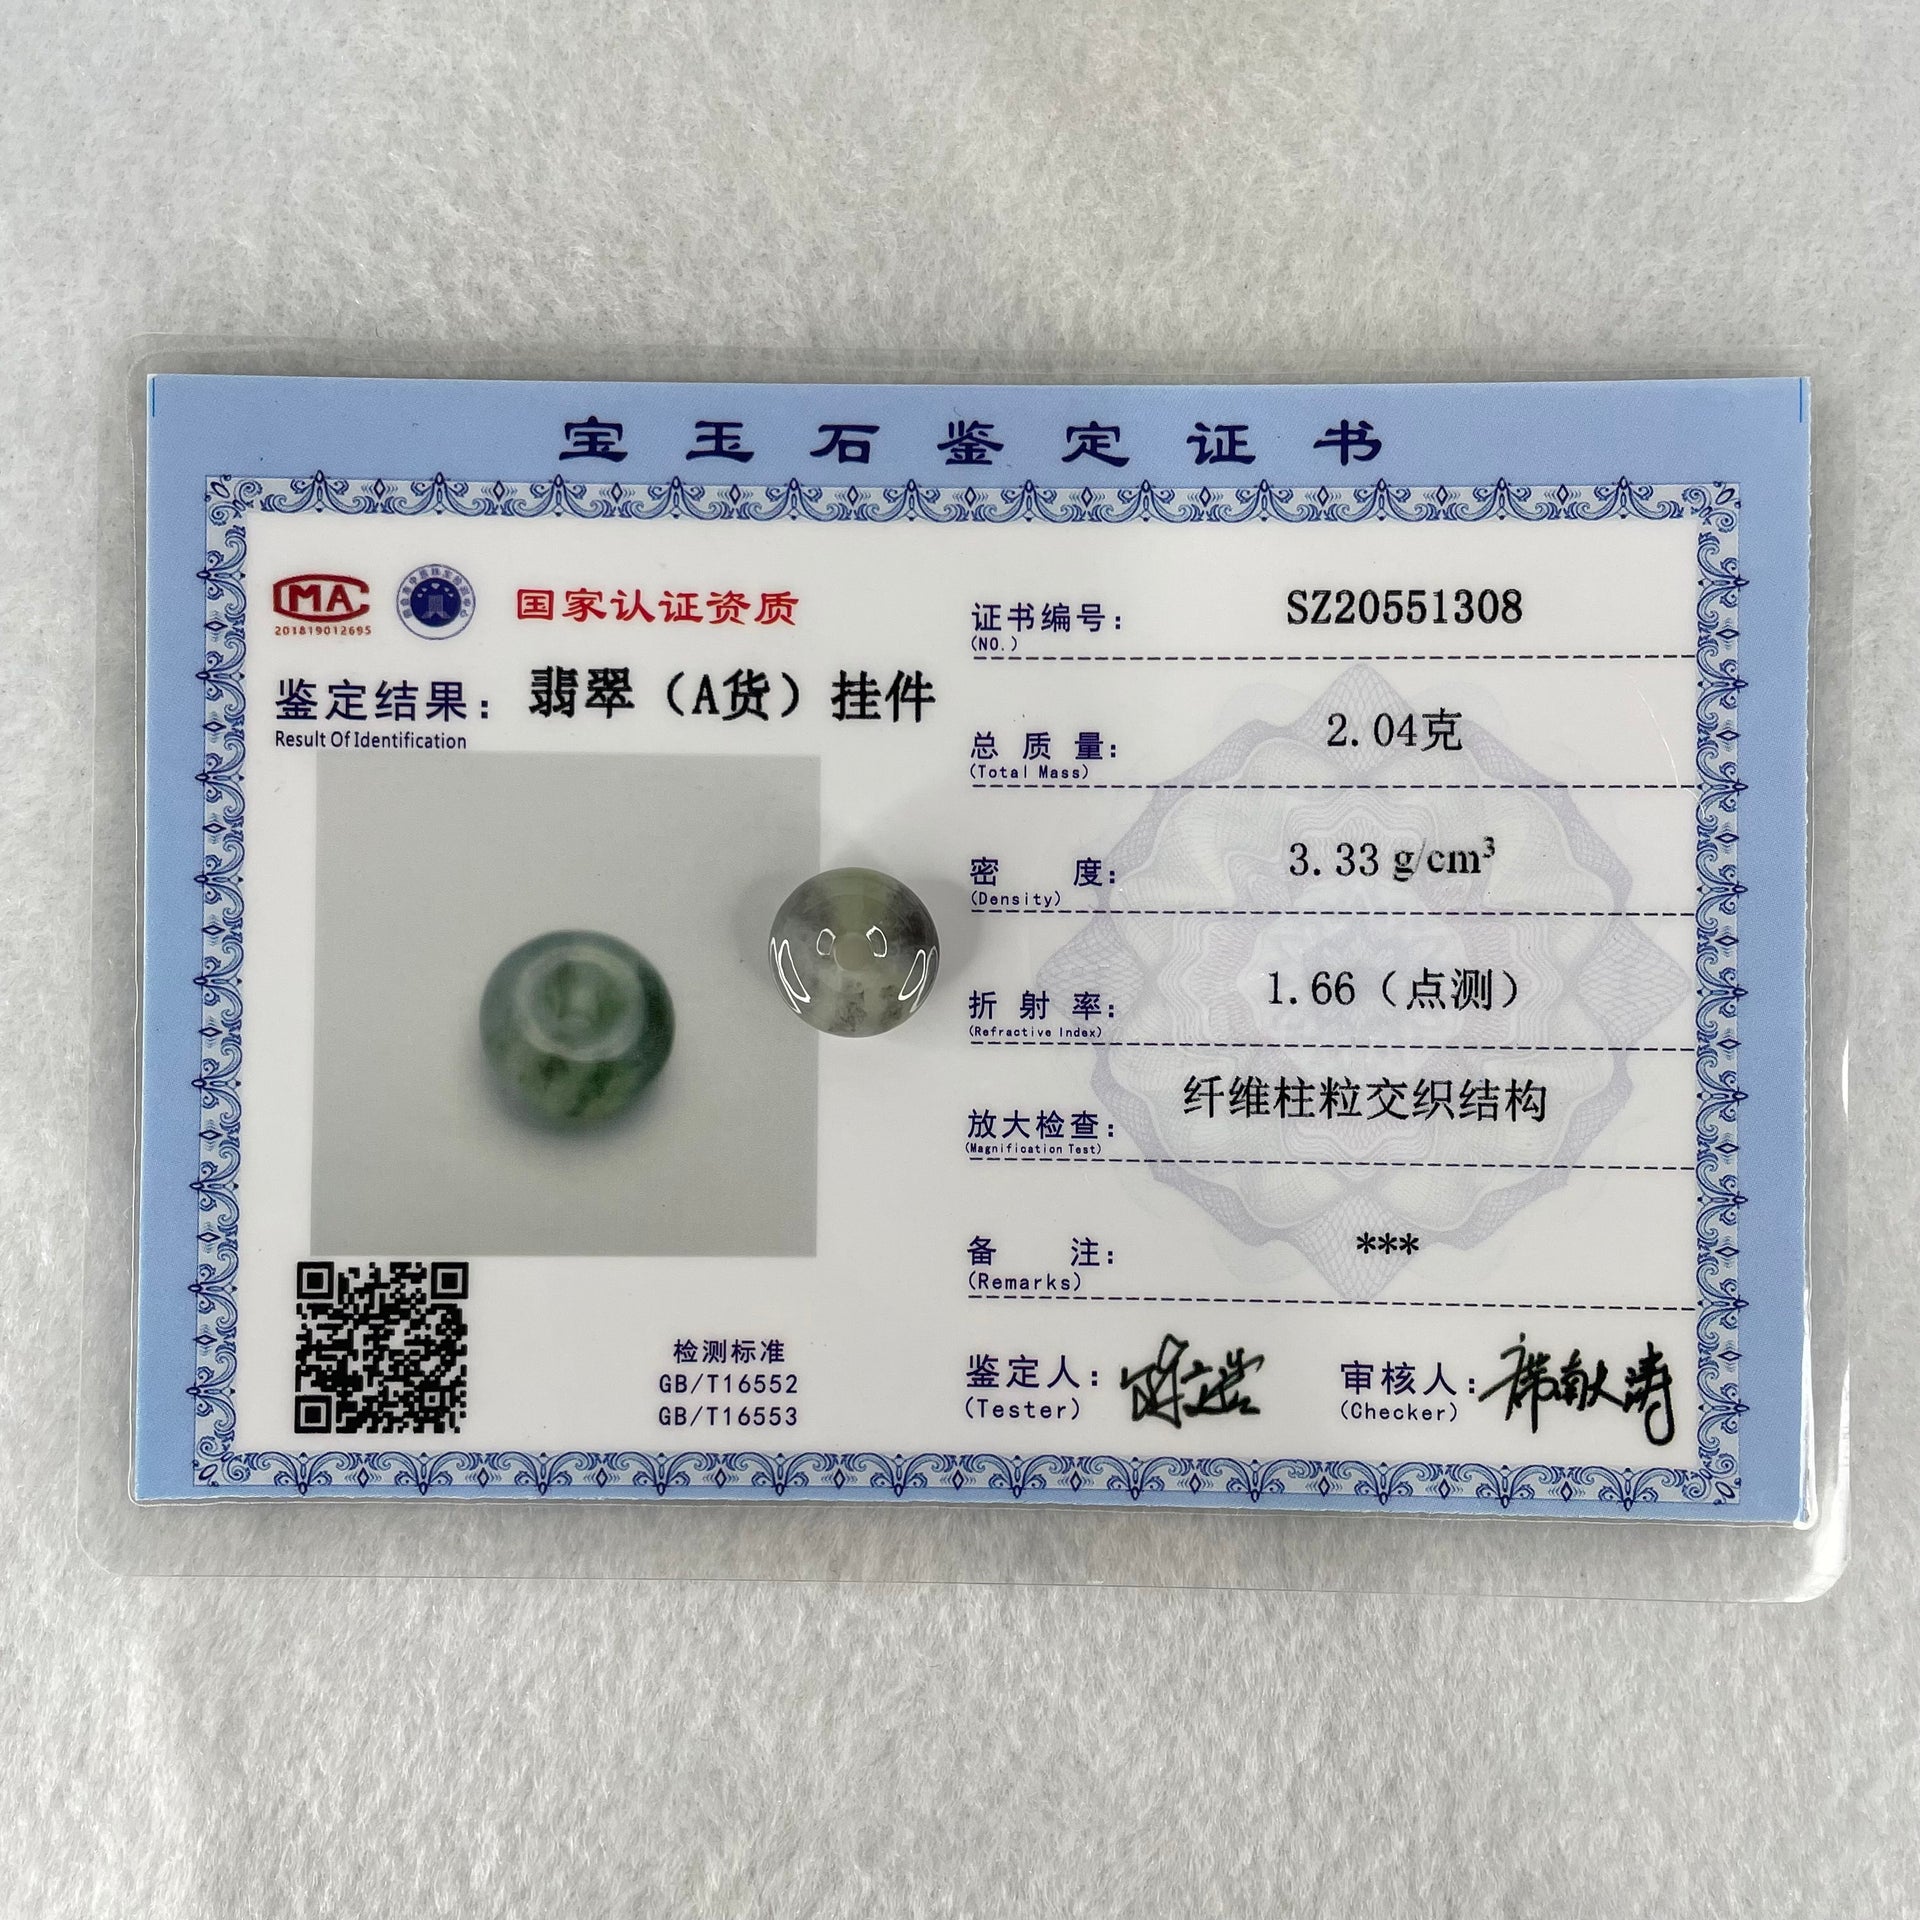 宝玉石鉴定证书
CMA
201819012695
国家认证资质
鉴定结果：翡翠（A货）挂件
Result Of Identification
检测标准
GB/T16552
GB/T16553
证书编号：SZ20551308
(NO.)
总质量：2.04克
(Total Mass)
密度：3.33 g/cm³
(Density)
折射率：1.66（点测）
(Refractive Index)
放大检查：纤维柱粒交织结构
(Magnification Test)
备注：***
(Remarks)
鉴定人：
(Tester)
审核人：
(Checker)